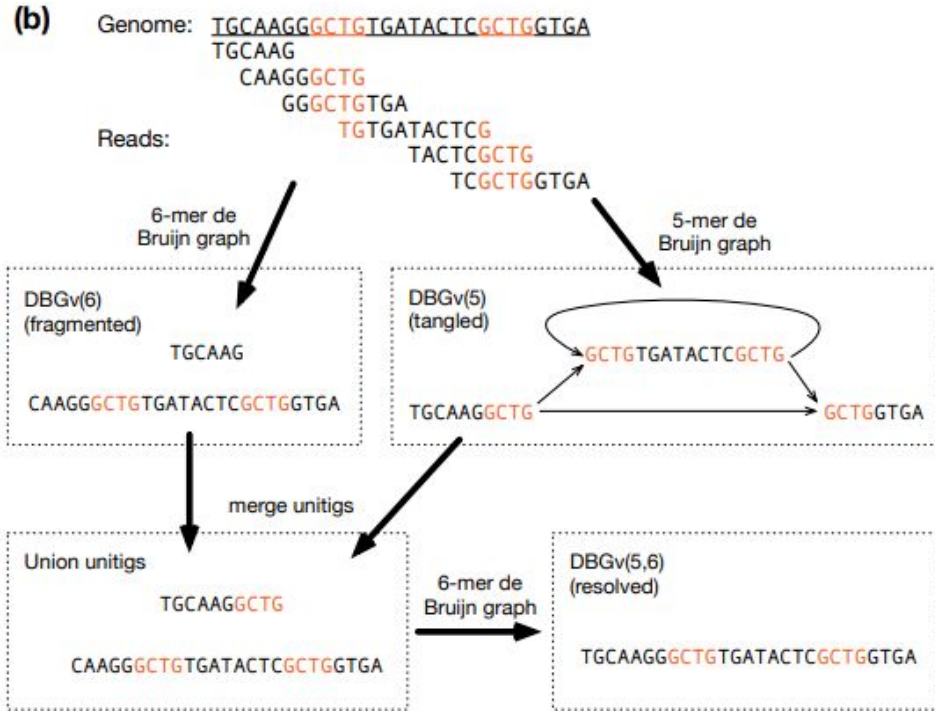 (b)
Genome: TGCAAGGGCTGTGATACTCGCTGGTGA
TGCAAG
CAAGGGCTG
GGGCTGTGA
Reads:
TGTGATACTCG
TACTCGCTG
TCGCTGGTGA
6-mer de
Bruijn graph
5-mer de
Bruijn graph
DBGv(6)
(fragmented)
TGCAAG
CAAGGGCTGTGATACTCGCTGGTGA
DBGv(5)
(tangled)
GCTGTGATACTCGCTG
TGCAAGGCTG
GCTGGTGA
merge unitigs
Union unitigs
TGCAAGGCTG
CAAGGGCTGTGATACTCGCTGGTGA
6-mer de
Bruijn graph
DBGv(5,6)
(resolved)
TGCAAGGGCTGTGATACTCGCTGGTGA